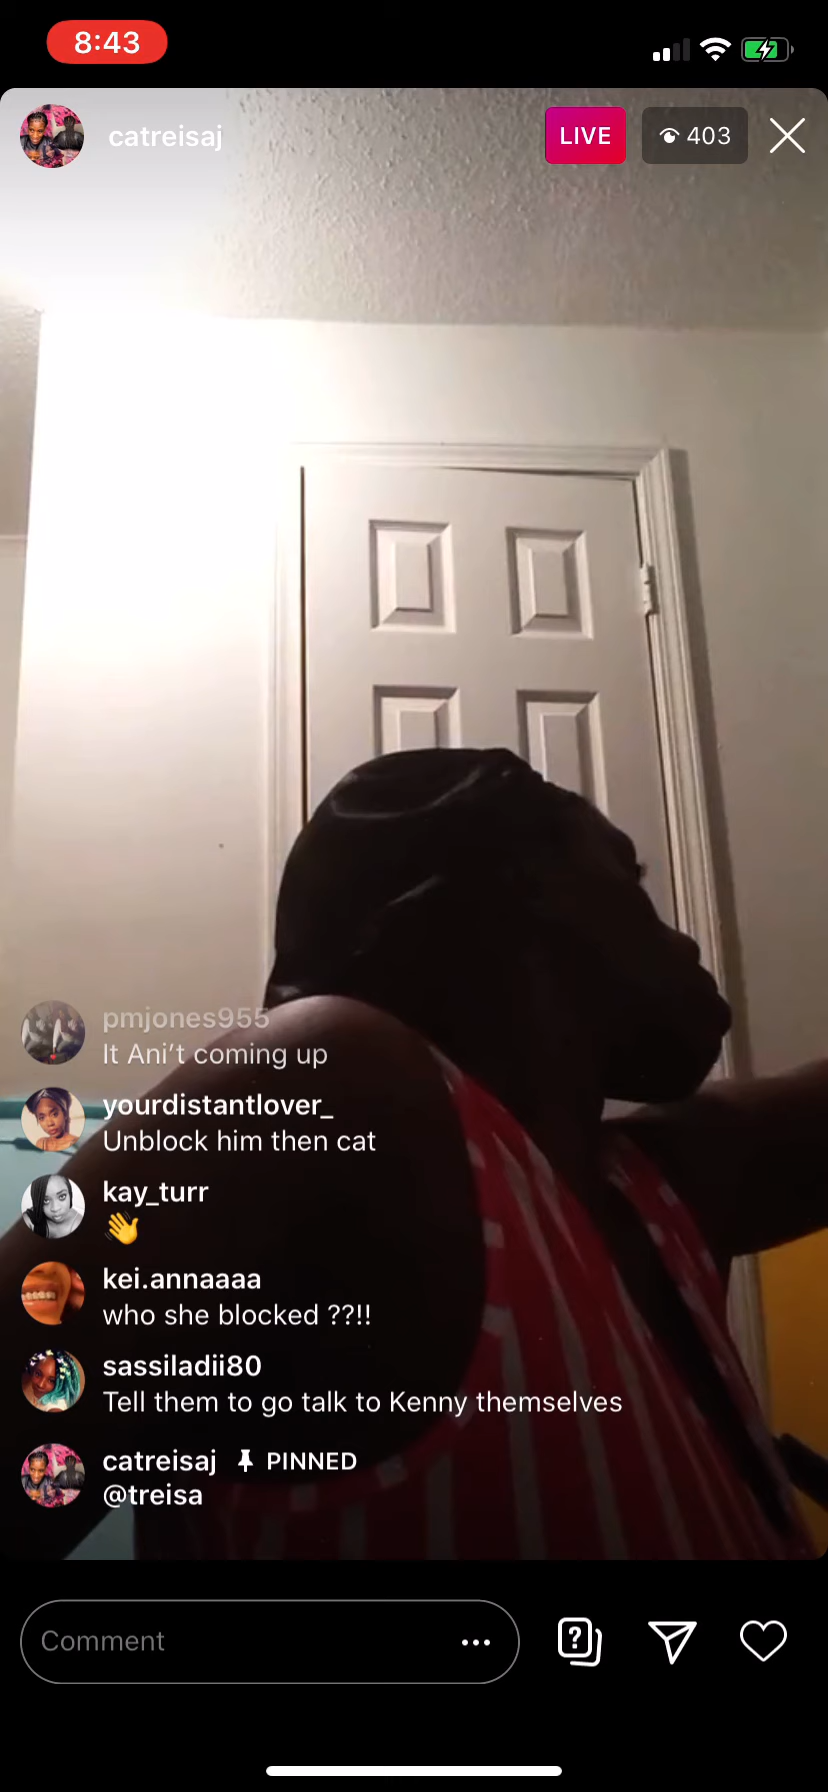 8:43
catreisaj
LIVE
403
pmjones955
It Ani't coming up
yourdistantlover_
Unblock him then cat
kay_turr
👋
kei.annaaaa
who she blocked ??!!
sassiladii80
Tell them to go talk to Kenny themselves
catreisaj PINNED
@treisa
Comment